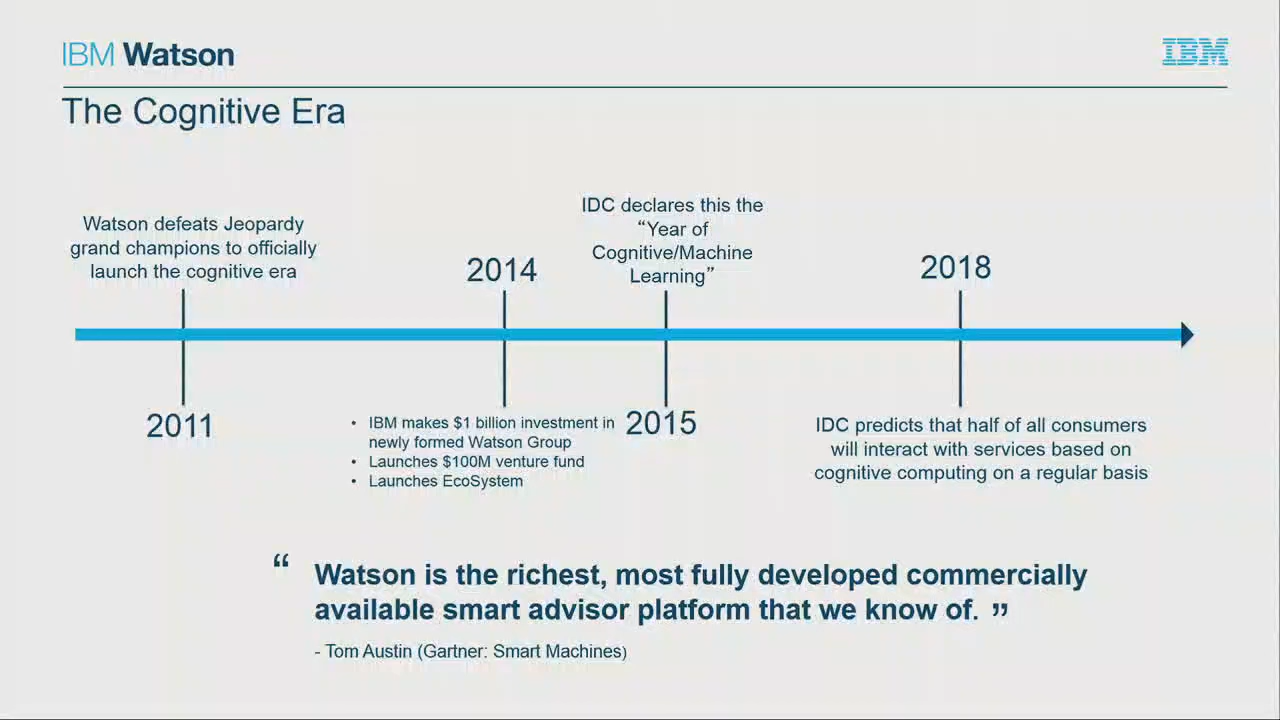 IBM Watson
IBM
The Cognitive Era
Watson defeats Jeopardy
grand champions to officially
launch the cognitive era
2011
2014
• IBM makes $1 billion investment in
newly formed Watson Group
• Launches $100M venture fund
• Launches EcoSystem
IDC declares this the
“Year of
Cognitive/Machine
Learning”
2015
2018
IDC predicts that half of all consumers
will interact with services based on
cognitive computing on a regular basis
“ Watson is the richest, most fully developed commercially
available smart advisor platform that we know of. ”
- Tom Austin (Gartner: Smart Machines)